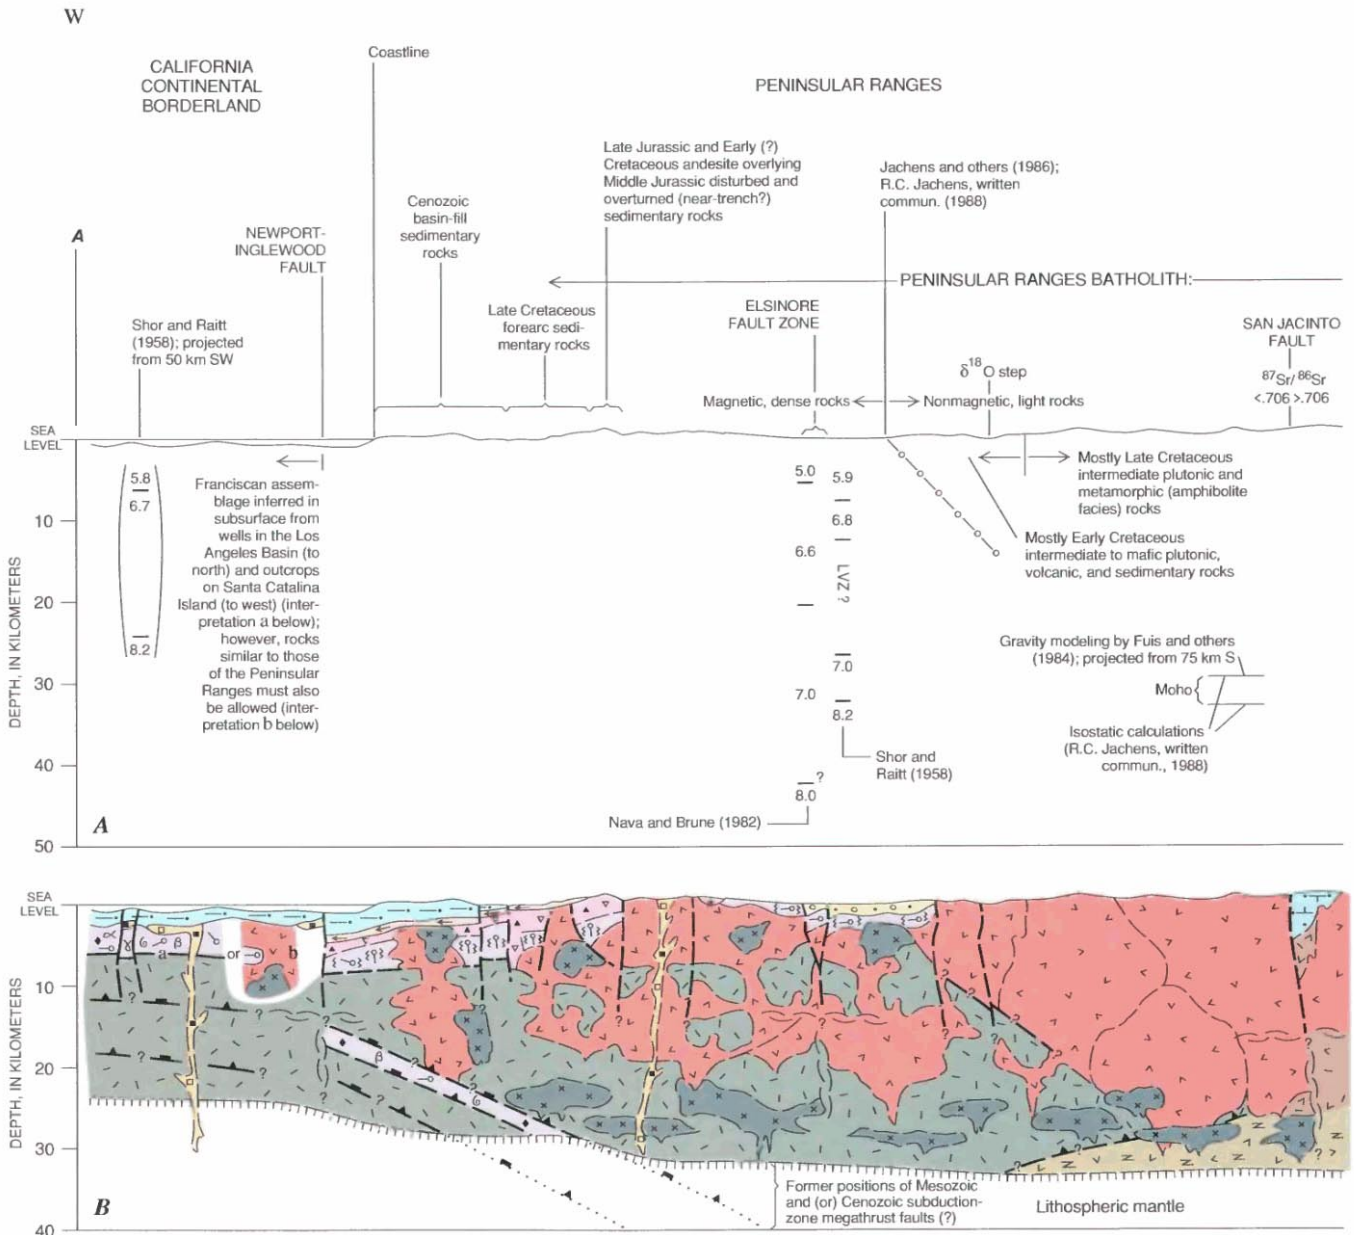 W
Coastline
CALIFORNIA
CONTINENTAL
BORDERLAND
PENINSULAR RANGES
Late Jurassic and Early (?)
Cretaceous andesite overlying
Middle Jurassic disturbed and
overturned (near-trench?)
sedimentary rocks
Jachens and others (1986);
R.C. Jachens, written
commun. (1988)
Cenozoic
basin-fill
sedimentary
rocks
A
NEWPORT-
INGLEWOOD
FAULT
PENINSULAR RANGES BATHOLITH:
Late Cretaceous
forearc sedi-
mentary rocks
ELSINORE
FAULT ZONE
Shor and Raitt
(1958); projected
from 50 km SW
SAN JACINTO
FAULT
δ18O step
87Sr/86Sr
<.706 >.706
Magnetic, dense rocks
Nonmagnetic, light rocks
SEA
LEVEL
5.8
6.7
8.2
Franciscan assem-
blage inferred in
subsurface from
wells in the Los
Angeles Basin (to
north) and outcrops
on Santa Catalina
Island (to west) (inter-
pretation a below);
however, rocks
similar to those
of the Peninsular
Ranges must also
be allowed (inter-
pretation b below)
5.0
6.6
7.0
?
8.0
5.9
6.8
LVZ ?
7.0
8.2
Mostly Late Cretaceous
intermediate plutonic and
metamorphic (amphibolite
facies) rocks
Mostly Early Cretaceous
intermediate to mafic plutonic,
volcanic, and sedimentary rocks
Gravity modeling by Fuis and others
(1984); projected from 75 km S
Moho
Isostatic calculations
(R.C. Jachens, written
commun., 1988)
Shor and
Raitt (1958)
Nava and Brune (1982)
10
20
30
40
50
DEPTH, IN KILOMETERS
A
SEA
LEVEL
a
or
b
β
β
10
20
30
40
DEPTH, IN KILOMETERS
B
Former positions of Mesozoic
and (or) Cenozoic subduction-
zone megathrust faults (?)
Lithospheric mantle